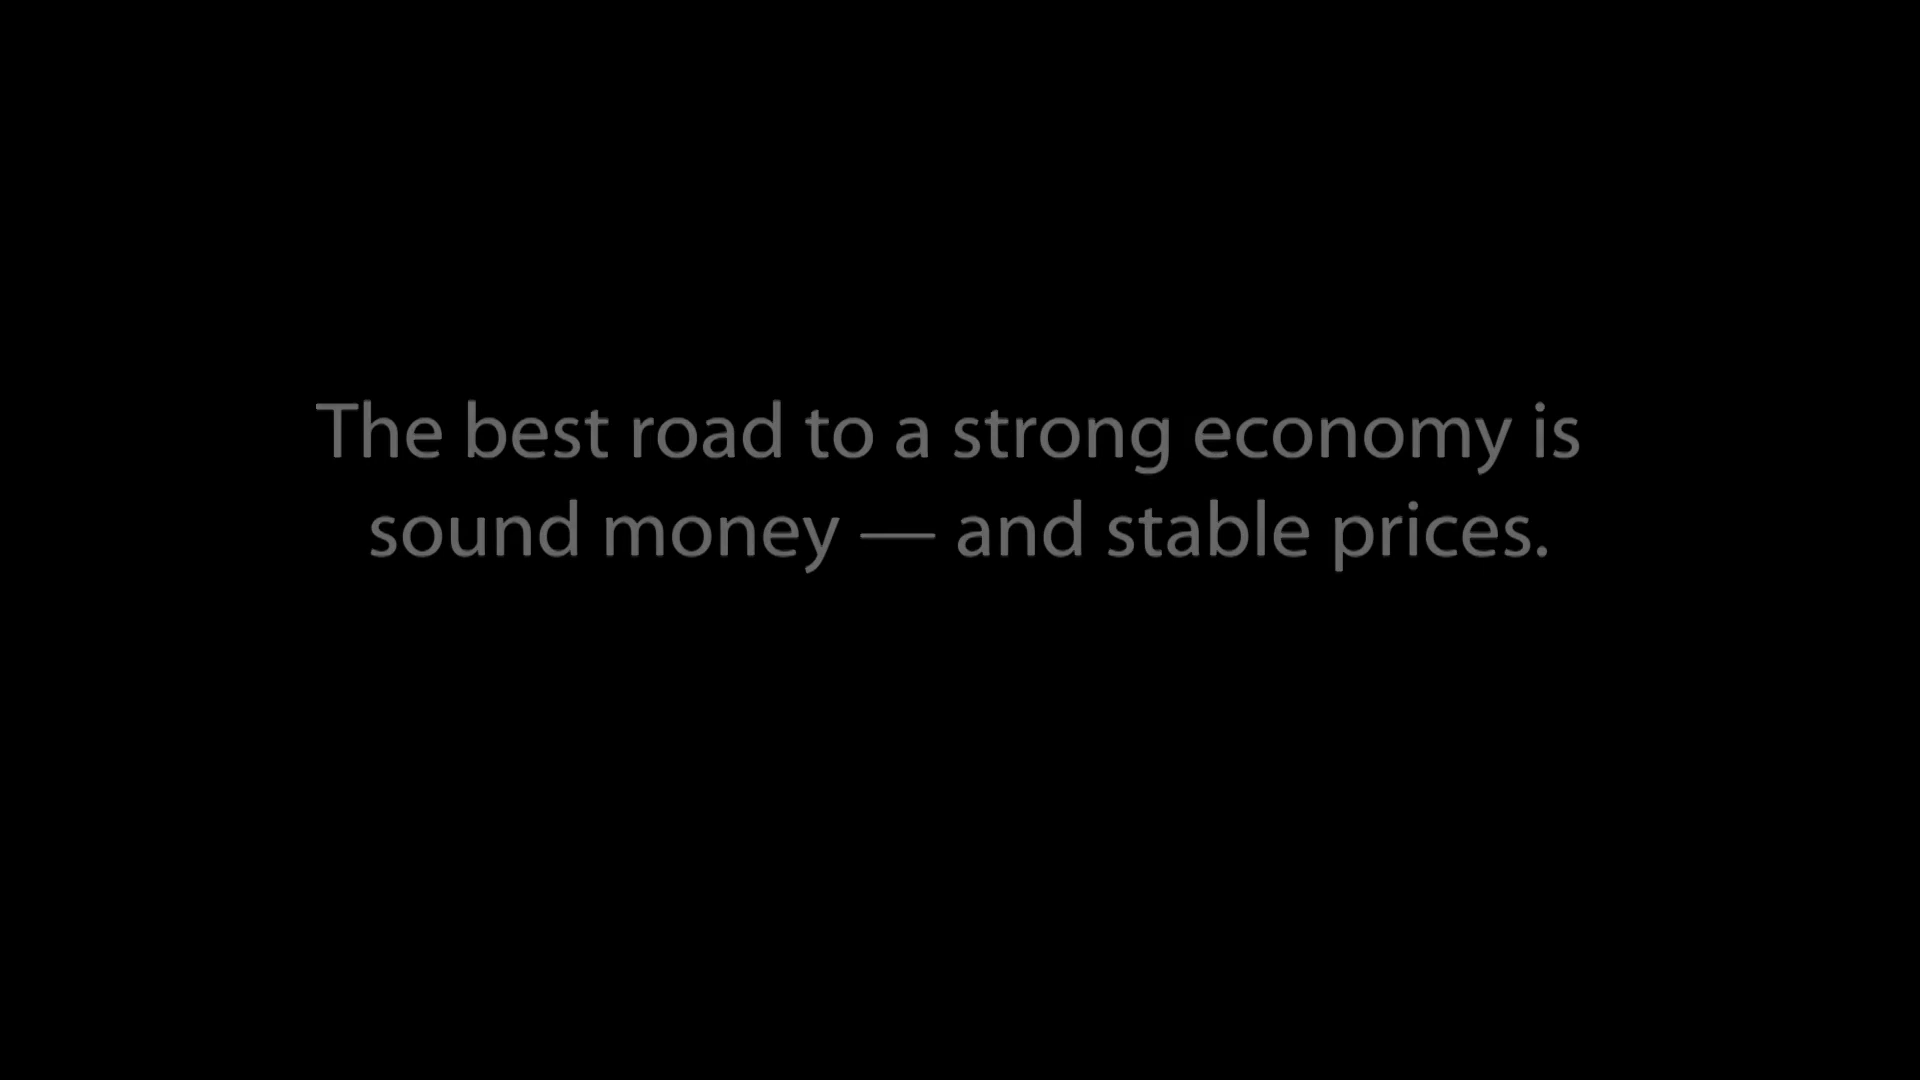 The best road to a strong economy is
sound money — and stable prices.